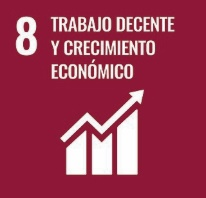 8 TRABAJO DECENTE
Y CRECIMIENTO
ECONÓMICO